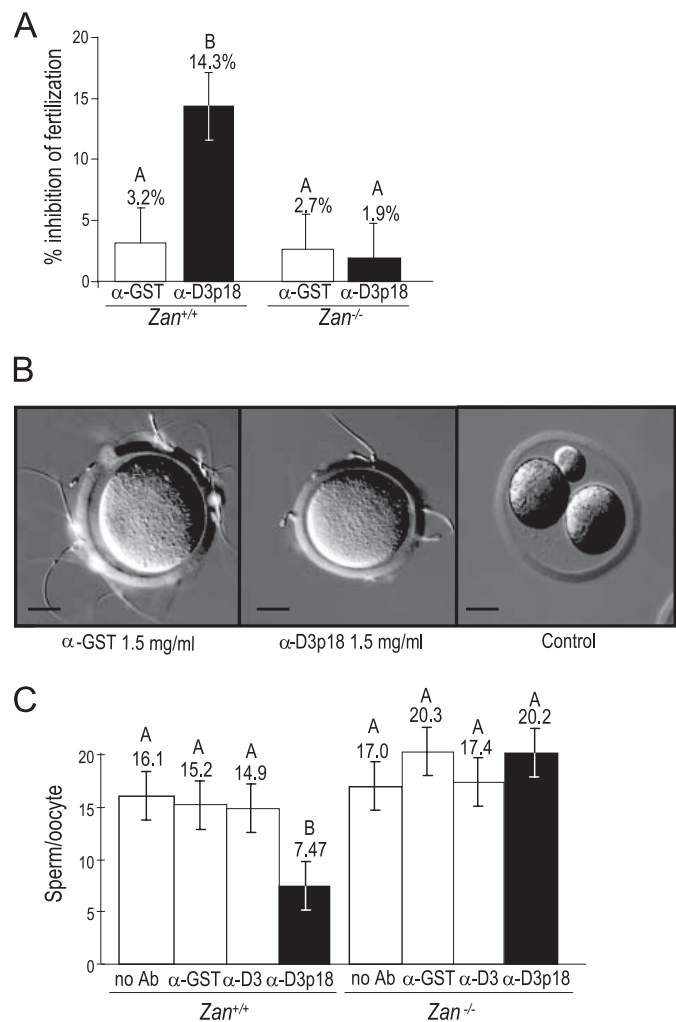 A
% inhibition of fertilization
20
15
10
5
0
A
3.2%
B
14.3%
A
2.7%
A
1.9%
α-GST α-D3p18 α-GST α-D3p18
Zan+/+ Zan-/-
B
α-GST 1.5 mg/ml α-D3p18 1.5 mg/ml Control
C
Sperm/oocyte
20
15
10
5
0
A
16.1
A
15.2
A
14.9
B
7.47
A
17.0
A
20.3
A
17.4
A
20.2
no Ab α-GST α-D3 α-D3p18 no Ab α-GST α-D3 α-D3p18
Zan+/+ Zan -/-